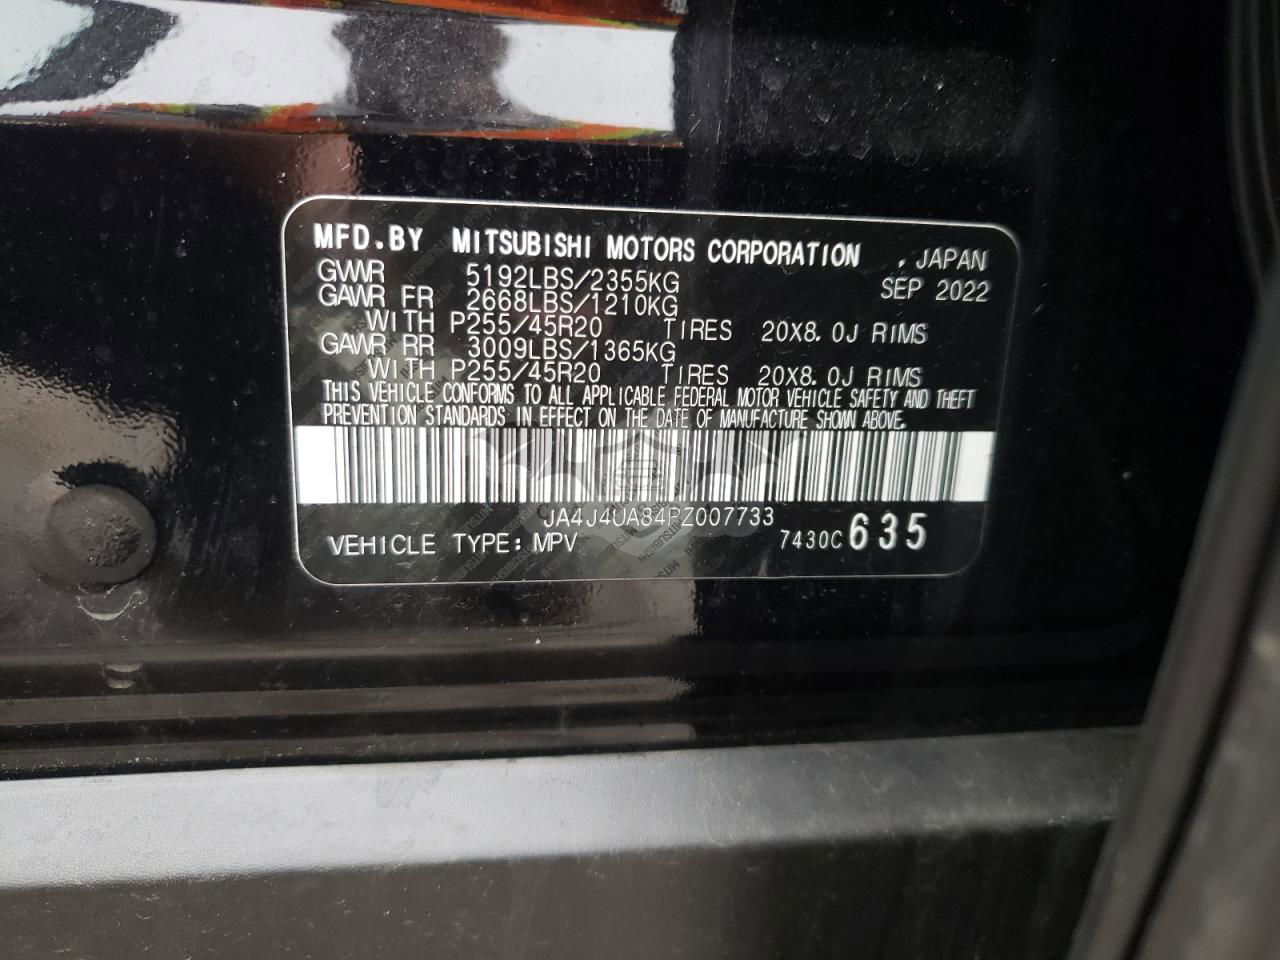 MFD.BY MITSUBISHI MOTORS CORPORATION , JAPAN
GVWR 5192LBS/2355KG SEP 2022
GAWR FR 2668LBS/1210KG
WITH P255/45R20 TIRES 20X8.0J RIMS
GAWR RR 3009LBS/1365KG
WITH P255/45R20 TIRES 20X8.0J RIMS
THIS VEHICLE CONFORMS TO ALL APPLICABLE FEDERAL MOTOR VEHICLE SAFETY AND THEFT
PREVENTION STANDARDS IN EFFECT ON THE DATE OF MANUFACTURE SHOWN ABOVE.
JA4J4UA84PZ007733
VEHICLE TYPE: MPV 7430C 635